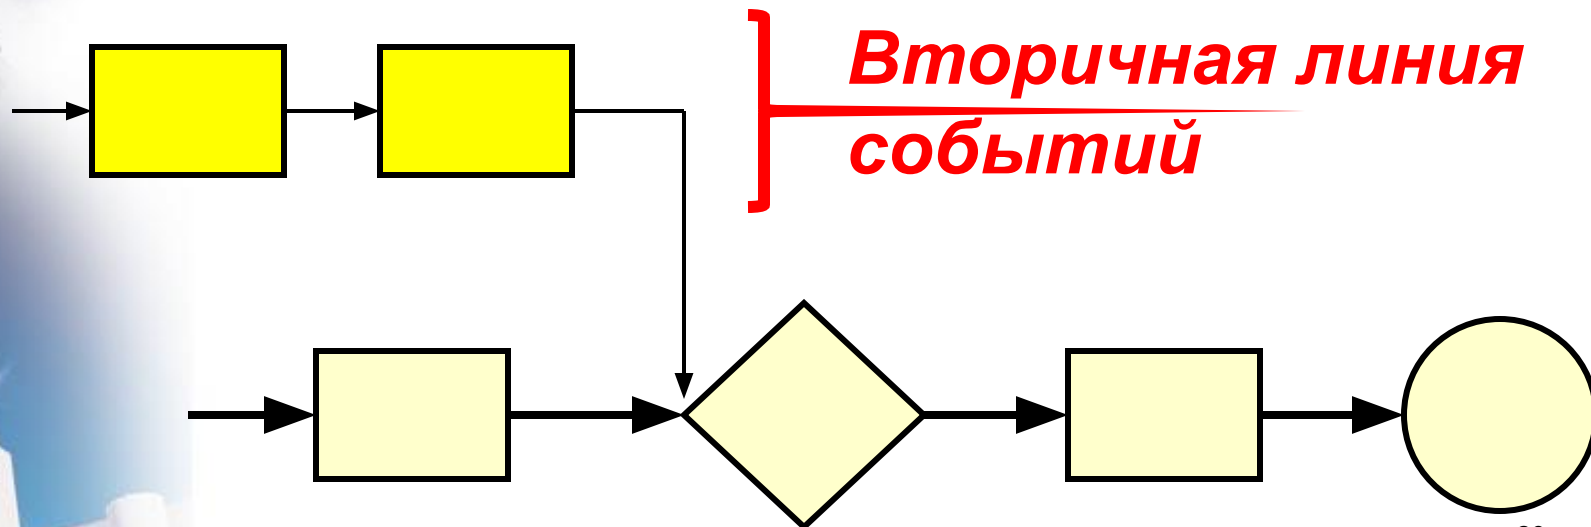 Вторичная линия
событий